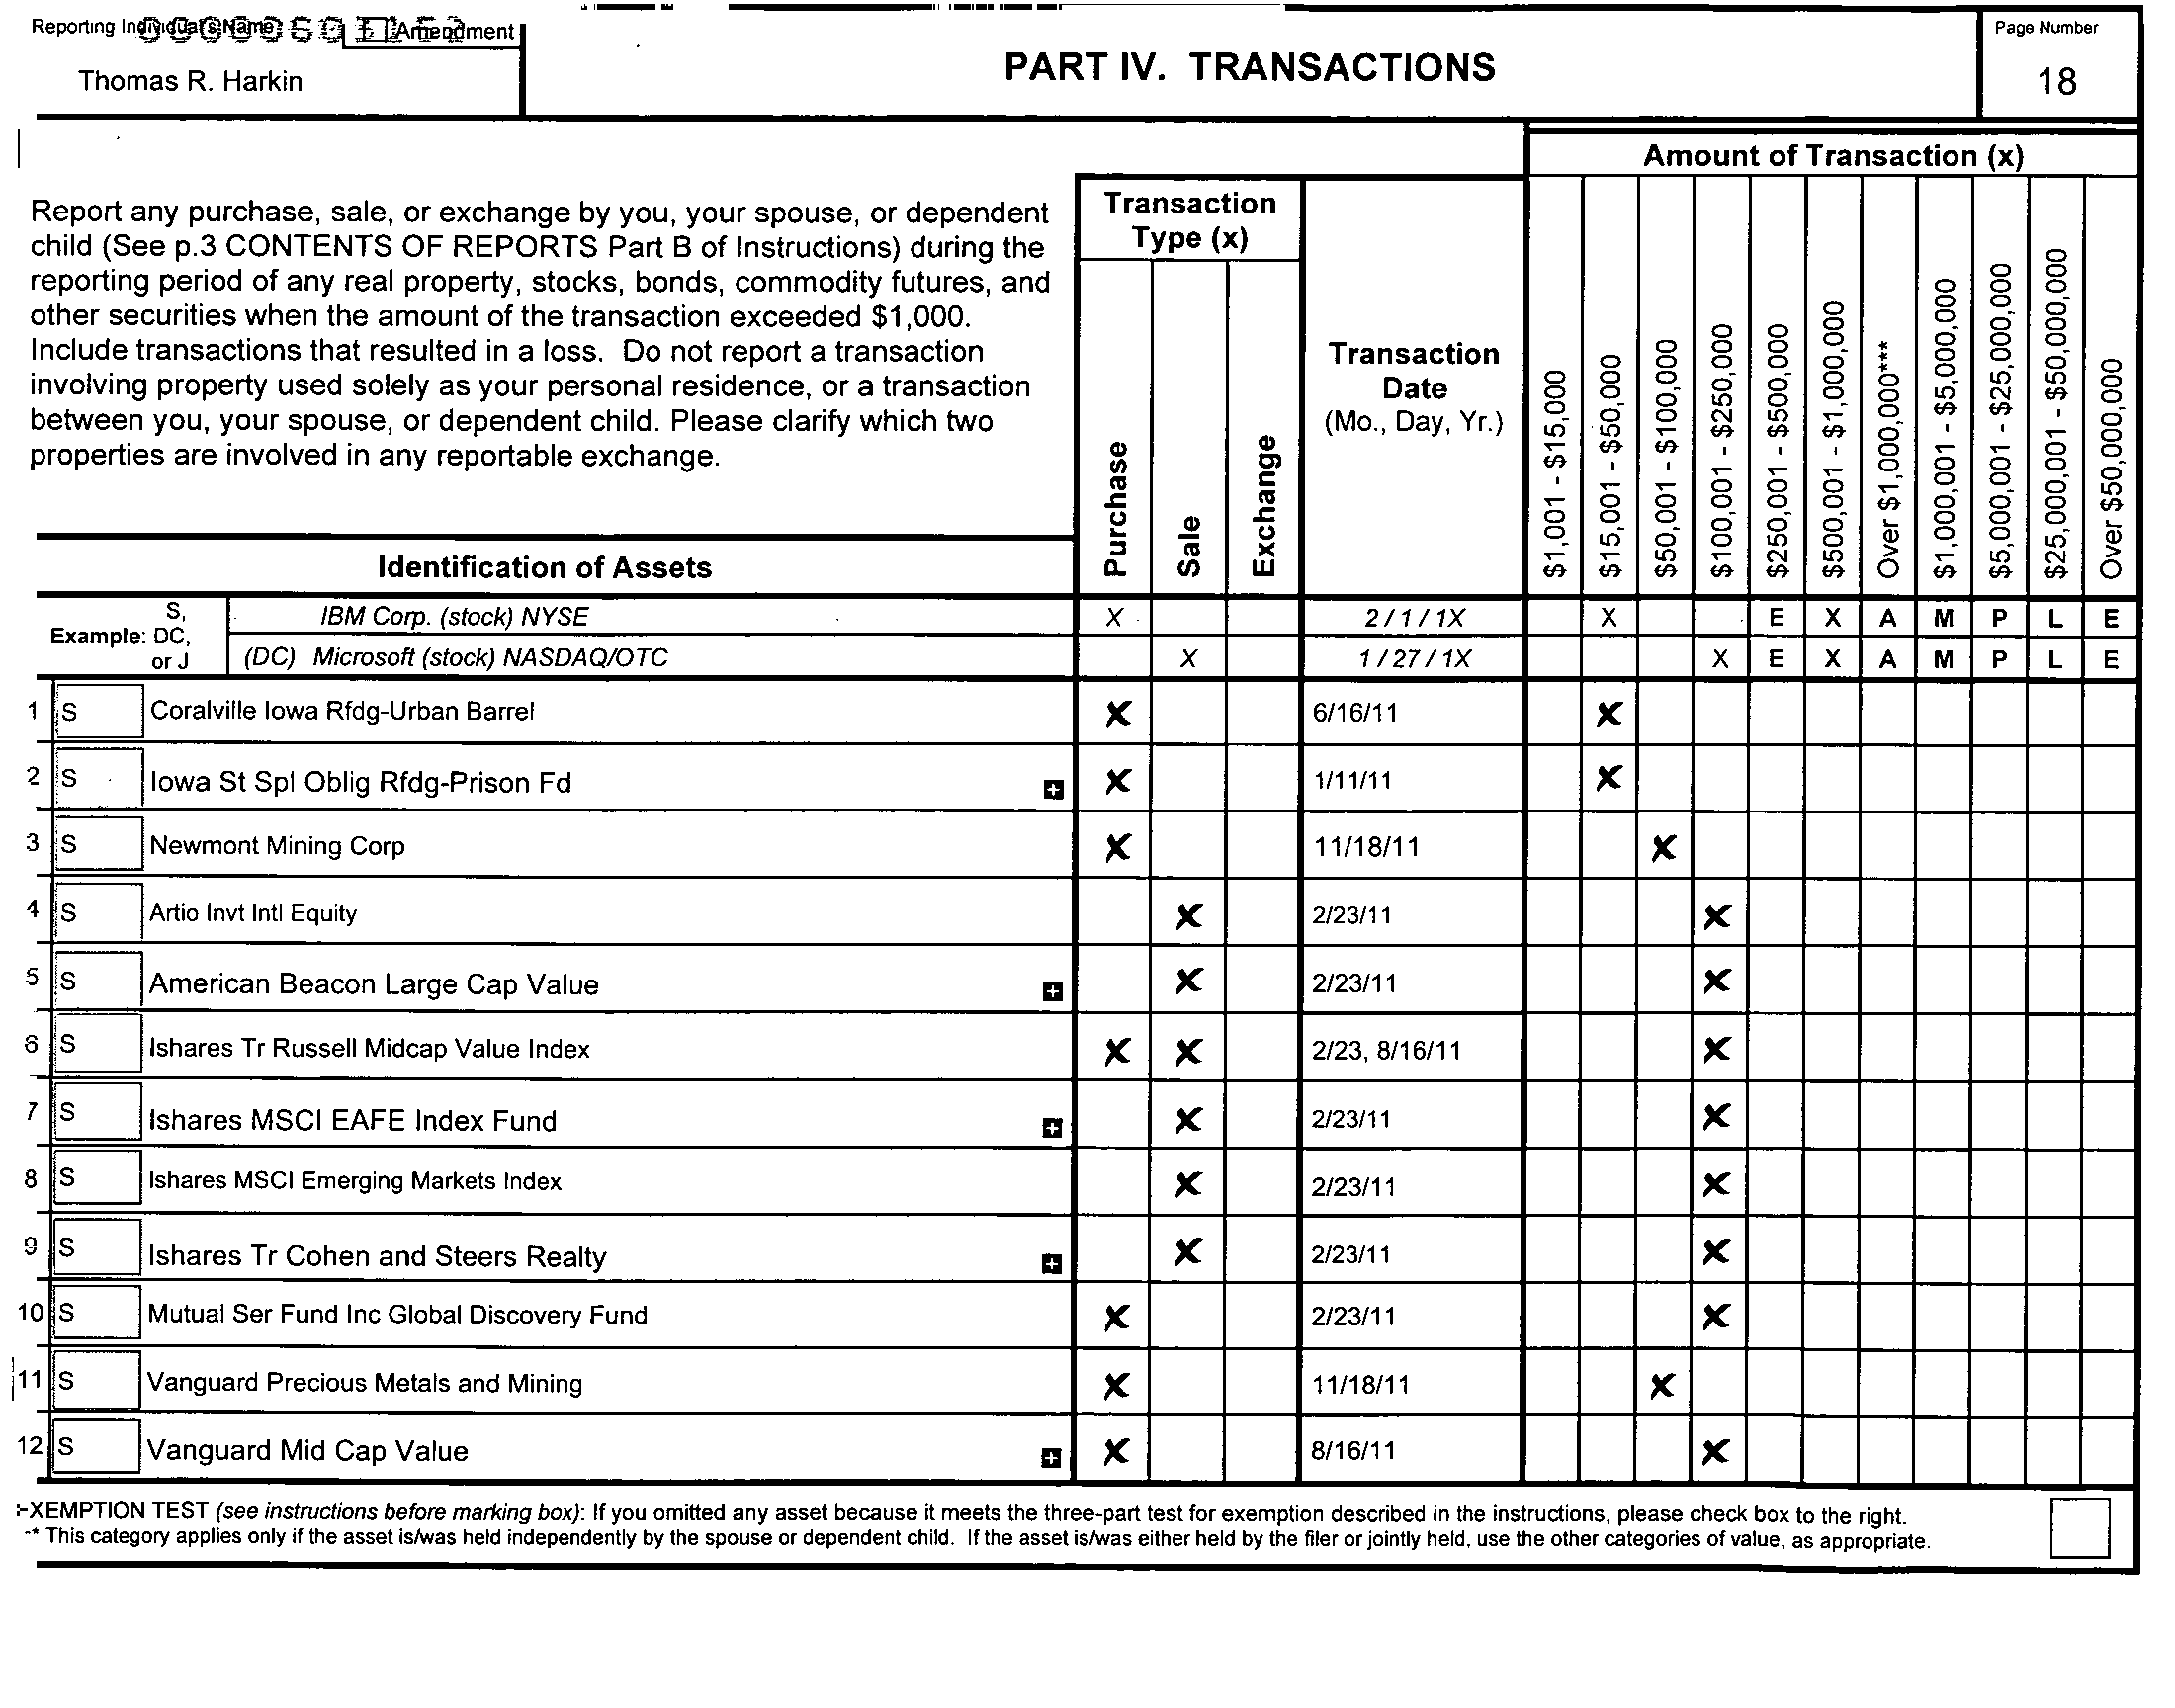 Reporting Individual's Name Amendment
Thomas R. Harkin
PART IV. TRANSACTIONS
Page Number
18
Amount of Transaction (x)
Report any purchase, sale, or exchange by you, your spouse, or dependent
child (See p.3 CONTENTS OF REPORTS Part B of Instructions) during the
reporting period of any real property, stocks, bonds, commodity futures, and
other securities when the amount of the transaction exceeded $1,000.
Include transactions that resulted in a loss. Do not report a transaction
involving property used solely as your personal residence, or a transaction
between you, your spouse, or dependent child. Please clarify which two
properties are involved in any reportable exchange.
Transaction
Type (x)
Purchase
Sale
Exchange
Transaction
Date
(Mo., Day, Yr.)
$1,001 - $15,000
$15,001 - $50,000
$50,001 - $100,000
$100,001 - $250,000
$250,001 - $500,000
$500,001 - $1,000,000
Over $1,000,000***
$1,000,001 - $5,000,000
$5,000,001 - $25,000,000
$25,000,001 - $50,000,000
Over $50,000,000
Identification of Assets
Example: S, DC, or J
IBM Corp. (stock) NYSE X 2 / 1 / 1X X E X A M P L E
(DC) Microsoft (stock) NASDAQ/OTC X 1 / 27 / 1X X E X A M P L E
1 S Coralville Iowa Rfdg-Urban Barrel X 6/16/11 X
2 S Iowa St Spl Oblig Rfdg-Prison Fd + X 1/11/11 X
3 S Newmont Mining Corp X 11/18/11 X
4 S Artio Invt Intl Equity X 2/23/11 X
5 S American Beacon Large Cap Value + X 2/23/11 X
6 S Ishares Tr Russell Midcap Value Index X X 2/23, 8/16/11 X
7 S Ishares MSCI EAFE Index Fund + X 2/23/11 X
8 S Ishares MSCI Emerging Markets Index X 2/23/11 X
9 S Ishares Tr Cohen and Steers Realty + X 2/23/11 X
10 S Mutual Ser Fund Inc Global Discovery Fund X 2/23/11 X
11 S Vanguard Precious Metals and Mining X 11/18/11 X
12 S Vanguard Mid Cap Value + X 8/16/11 X
EXEMPTION TEST (see instructions before marking box): If you omitted any asset because it meets the three-part test for exemption described in the instructions, please check box to the right.
** This category applies only if the asset is/was held independently by the spouse or dependent child. If the asset is/was either held by the filer or jointly held, use the other categories of value, as appropriate.